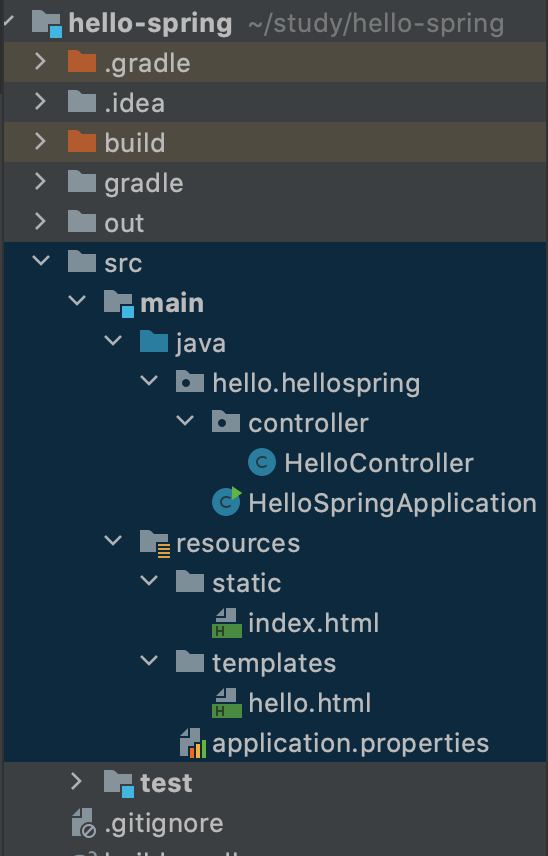 hello-spring ~/study/hello-spring
.gradle
.idea
build
gradle
out
src
main
java
hello.hellospring
controller
HelloController
HelloSpringApplication
resources
static
index.html
templates
hello.html
application.properties
test
.gitignore